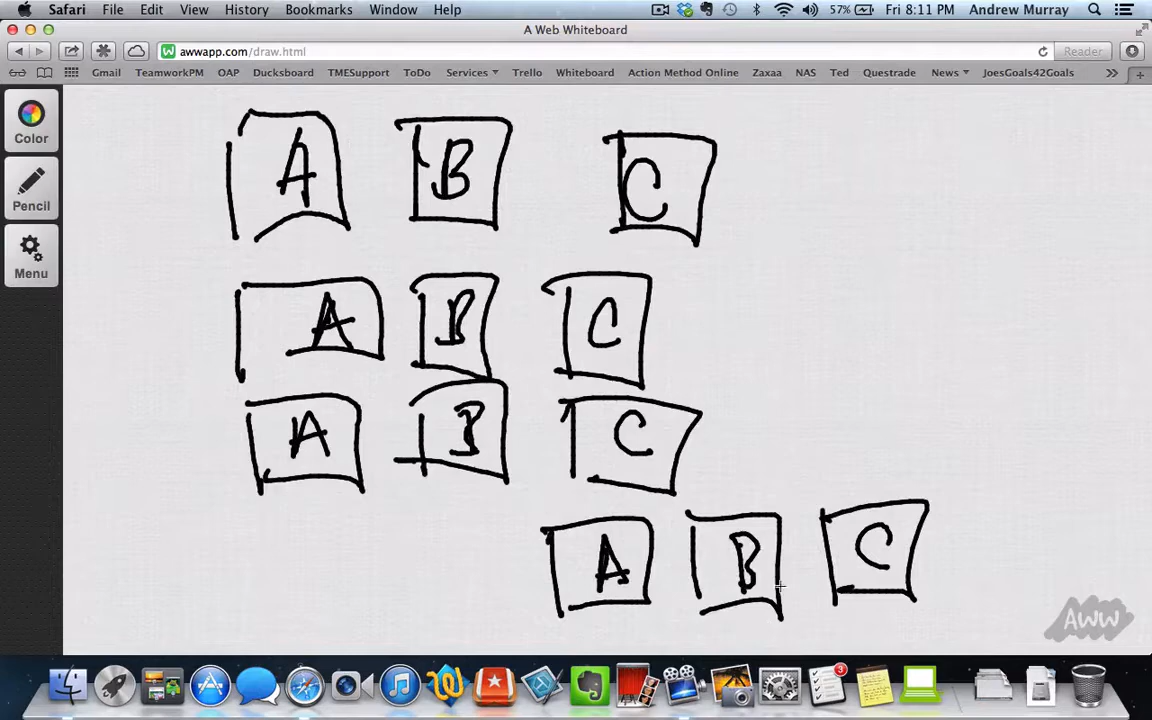 Safari File Edit View History Bookmarks Window Help 57% Fri 8:11 PM Andrew Murray
A Web Whiteboard
awwapp.com/draw.html Reader
Gmail TeamworkPM OAP Ducksboard TMESupport ToDo Services Trello Whiteboard Action Method Online Zaxaa NAS Ted Questrade News JoesGoals42Goals
Color
Pencil
Menu
A B C
A B C
A B C
A B C
AWW
3